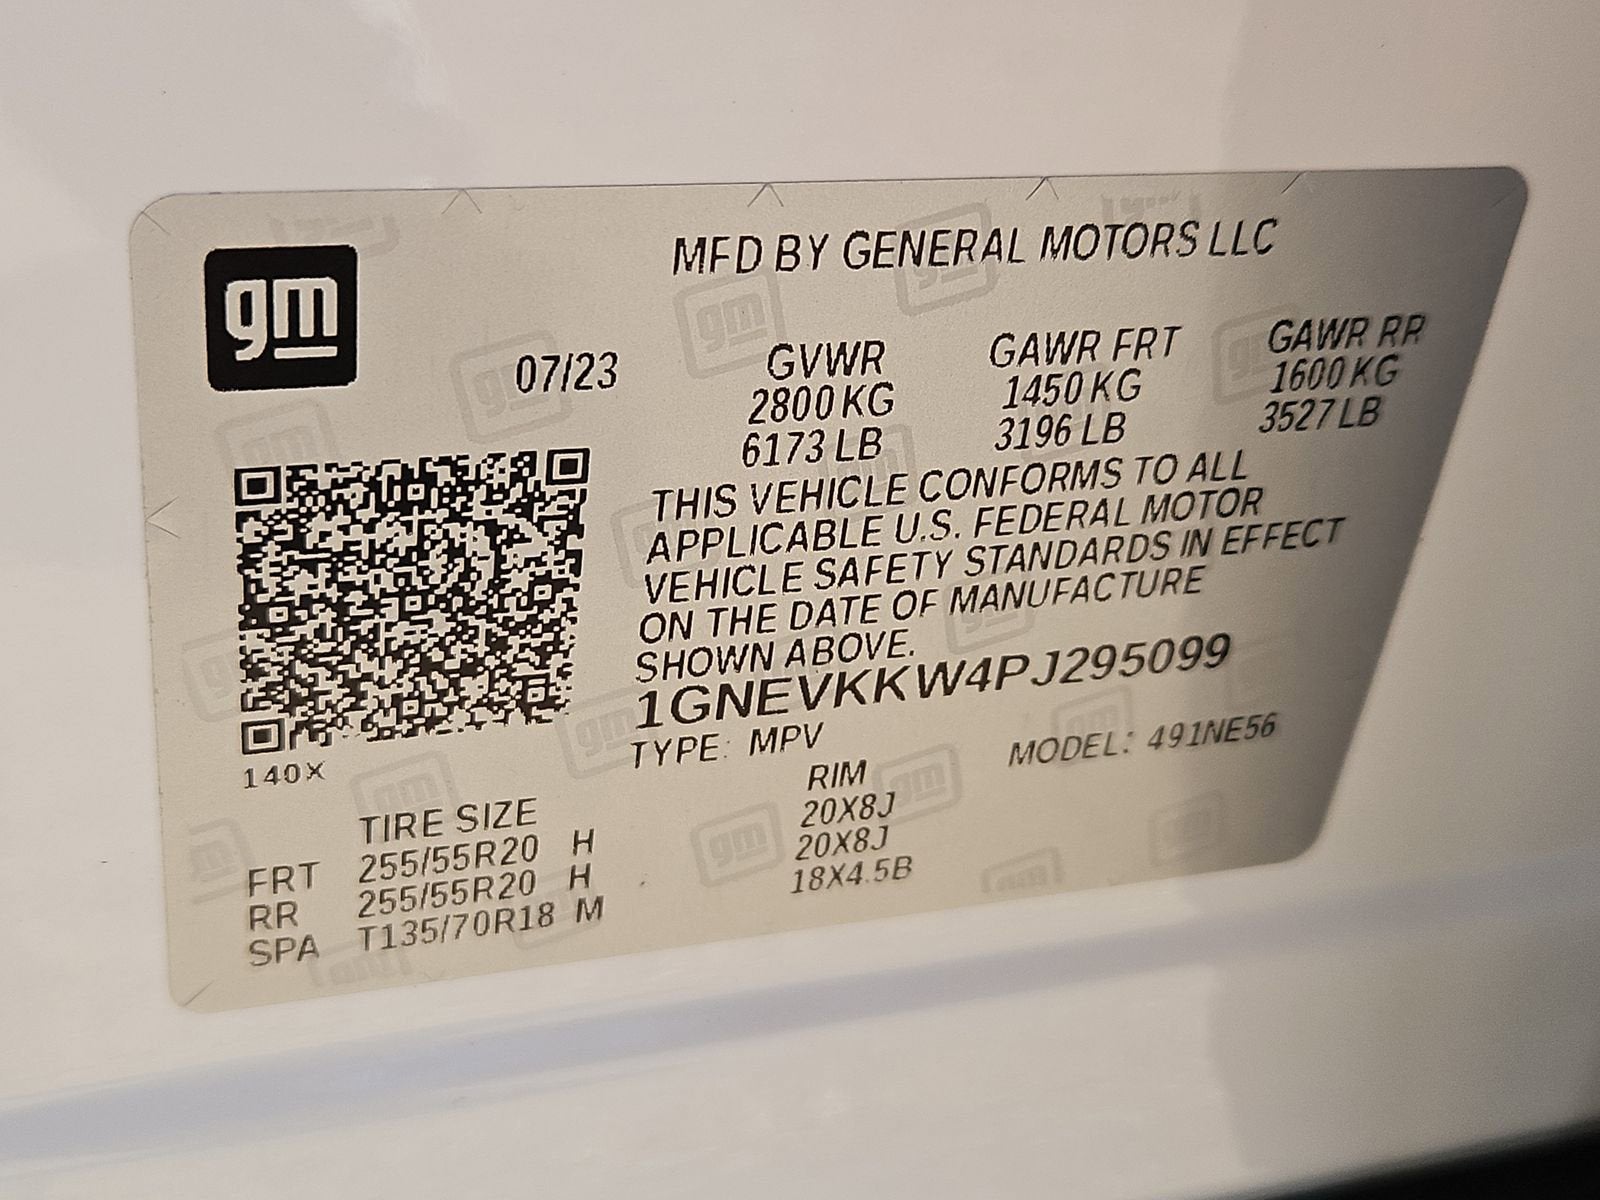 gm
MFD BY GENERAL MOTORS LLC
07/23
GVWR
2800 KG
6173 LB
GAWR FRT
1450 KG
3196 LB
GAWR RR
1600 KG
3527 LB
THIS VEHICLE CONFORMS TO ALL
APPLICABLE U.S. FEDERAL MOTOR
VEHICLE SAFETY STANDARDS IN EFFECT
ON THE DATE OF MANUFACTURE
SHOWN ABOVE.
1GNEVKKW4PJ295099
TYPE: MPV MODEL: 491NE56
140X
TIRE SIZE RIM
FRT 255/55R20 H 20X8J
RR 255/55R20 H 20X8J
SPA T135/70R18 M 18X4.5B